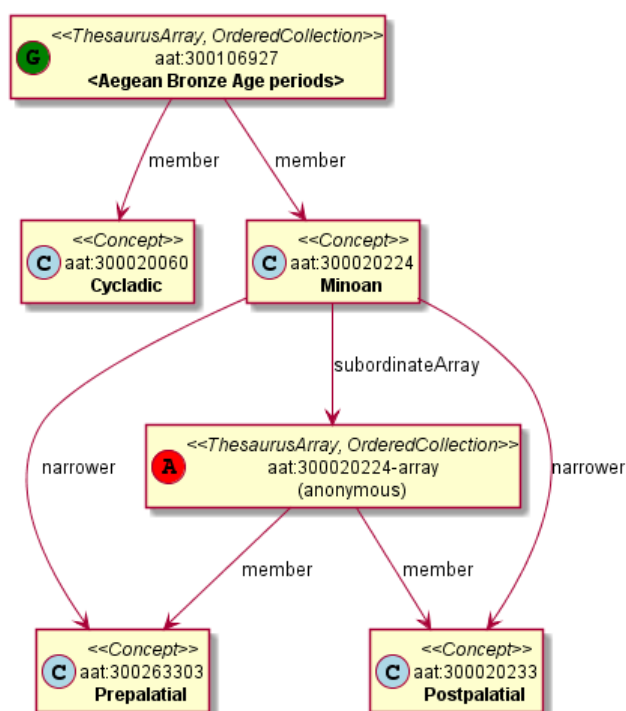 <<ThesaurusArray, OrderedCollection>>
G
aat:300106927
<Aegean Bronze Age periods>
member
member
<<Concept>>
C
aat:300020060
Cycladic
<<Concept>>
C
aat:300020224
Minoan
subordinateArray
<<ThesaurusArray, OrderedCollection>>
A
aat:300020224-array
(anonymous)
narrower
narrower
member
member
<<Concept>>
C
aat:300263303
Prepalatial
<<Concept>>
C
aat:300020233
Postpalatial